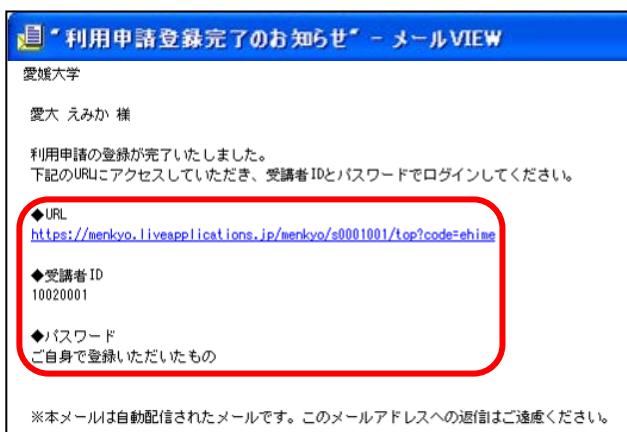 "利用申請登録完了のお知らせ" - メールVIEW
愛媛大学
愛大 えみか 様
利用申請の登録が完了いたしました。
下記のURLにアクセスしていただき、受講者IDとパスワードでログインしてください。
◆URL
https://menkyo.liveapplications.jp/menkyo/s0001001/top?code=ehime
◆受講者ID
10020001
◆パスワード
ご自身で登録いただいたもの
※本メールは自動配信されたメールです。このメールアドレスへの返信はご遠慮ください。